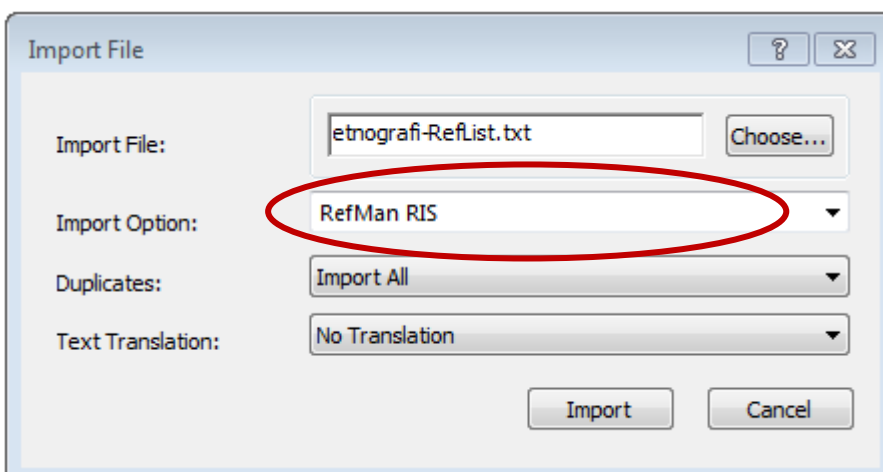 Import File
Import File: etnografi-RefList.txt Choose...
Import Option: RefMan RIS
Duplicates: Import All
Text Translation: No Translation
Import Cancel